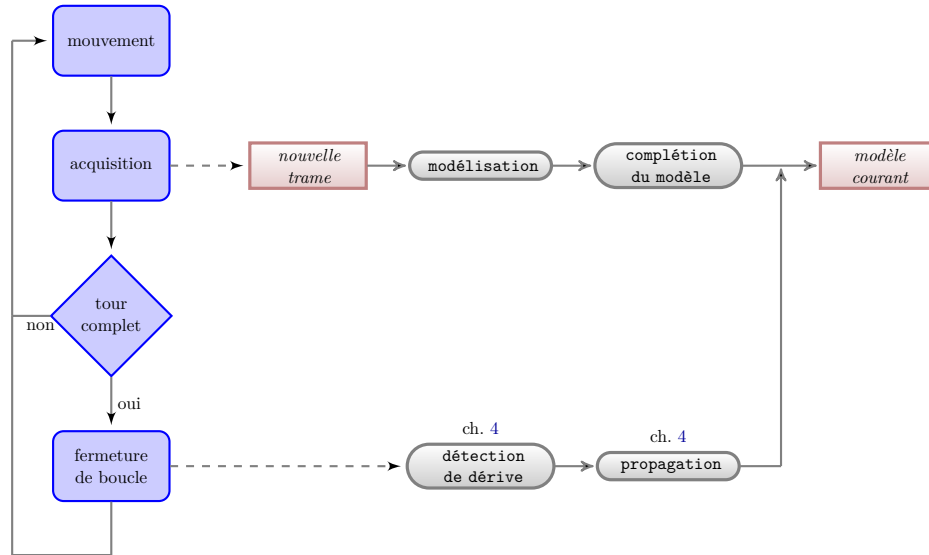 mouvement
acquisition
nouvelle
trame
modélisation
complétion
du modèle
modèle
courant
tour
complet
non
oui
fermeture
de boucle
ch. 4
détection
de dérive
ch. 4
propagation